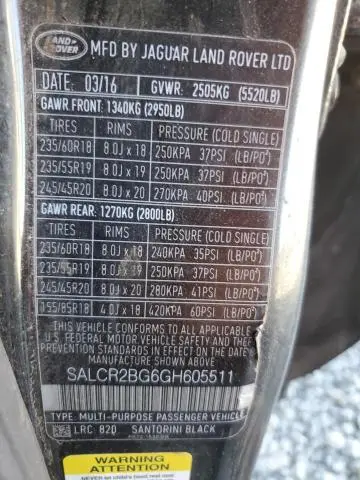 LAND ROVER
MFD BY JAGUAR LAND ROVER LTD
DATE: 03/16 GVWR: 2505KG (5520LB)
GAWR FRONT: 1340KG (2950LB)
TIRES RIMS PRESSURE (COLD SINGLE)
235/60R18 8.0J x 18 250KPA 37PSI (LB/PO²)
235/55R19 8.0J x 19 250KPA 37PSI (LB/PO²)
245/45R20 8.0J x 20 270KPA 40PSI (LB/PO²)
GAWR REAR: 1270KG (2800LB)
TIRES RIMS PRESSURE (COLD SINGLE)
235/60R18 8.0J x 18 240KPA 35PSI (LB/PO²)
235/55R19 8.0J x 19 250KPA 37PSI (LB/PO²)
245/45R20 8.0J x 20 280KPA 41PSI (LB/PO²)
155/85R18 4.0J x 18 420KPA 60PSI (LB/PO²)
THIS VEHICLE CONFORMS TO ALL APPLICABLE
U.S. FEDERAL MOTOR VEHICLE SAFETY AND THEFT
PREVENTION STANDARDS IN EFFECT ON THE DATE
OF MANUFACTURE SHOWN ABOVE.
SALCR2BG6GH605511
TYPE: MULTI-PURPOSE PASSENGER VEHICLE
LRC: 820 SANTORINI BLACK
WARNING